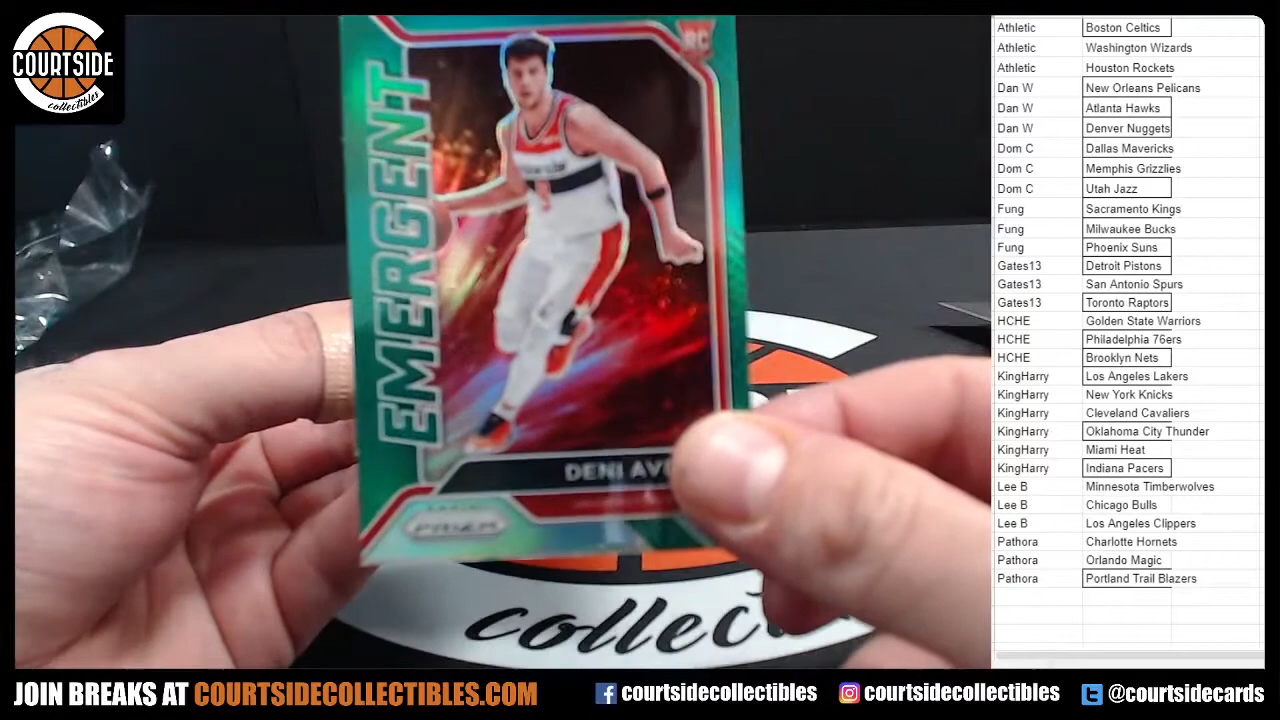 COURTSIDE
collectibles
EMERGENT
RC
DENI AV
PRIZM
collec
Athletic Boston Celtics
Athletic Washington Wizards
Athletic Houston Rockets
Dan W New Orleans Pelicans
Dan W Atlanta Hawks
Dan W Denver Nuggets
Dom C Dallas Mavericks
Dom C Memphis Grizzlies
Dom C Utah Jazz
Fung Sacramento Kings
Fung Milwaukee Bucks
Fung Phoenix Suns
Gates13 Detroit Pistons
Gates13 San Antonio Spurs
Gates13 Toronto Raptors
HCHE Golden State Warriors
HCHE Philadelphia 76ers
HCHE Brooklyn Nets
KingHarry Los Angeles Lakers
KingHarry New York Knicks
KingHarry Cleveland Cavaliers
KingHarry Oklahoma City Thunder
KingHarry Miami Heat
KingHarry Indiana Pacers
Lee B Minnesota Timberwolves
Lee B Chicago Bulls
Lee B Los Angeles Clippers
Pathora Charlotte Hornets
Pathora Orlando Magic
Pathora Portland Trail Blazers
JOIN BREAKS AT COURTSIDECOLLECTIBLES.COM
courtsidecollectibles
courtsidecollectibles
@courtsidecards